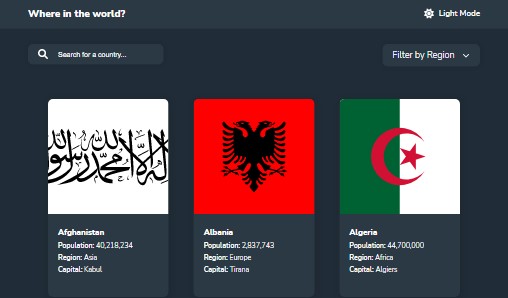 Where in the world?
Light Mode
Search for a country...
Filter by Region
لا إله إلا الله محمد رسول الله
Afghanistan
Population: 40,218,234
Region: Asia
Capital: Kabul
Albania
Population: 2,837,743
Region: Europe
Capital: Tirana
Algeria
Population: 44,700,000
Region: Africa
Capital: Algiers